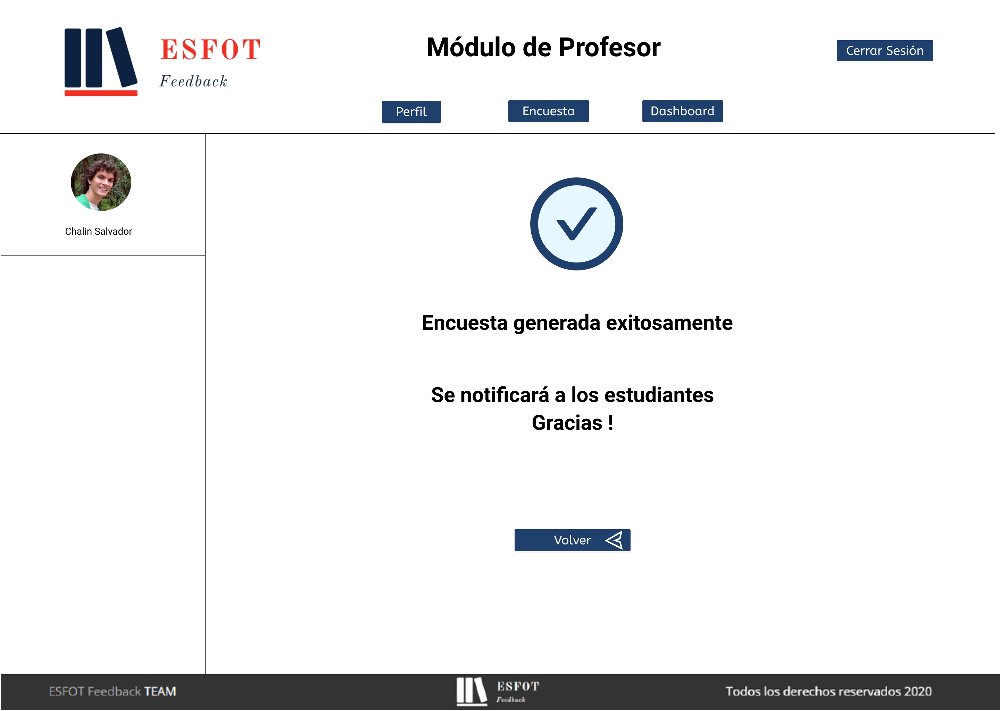 ESFOT
Feedback
Módulo de Profesor
Cerrar Sesión
Perfil
Encuesta
Dashboard
Chalin Salvador
Encuesta generada exitosamente
Se notificará a los estudiantes
Gracias !
Volver
ESFOT Feedback TEAM
ESFOT
Feedback
Todos los derechos reservados 2020